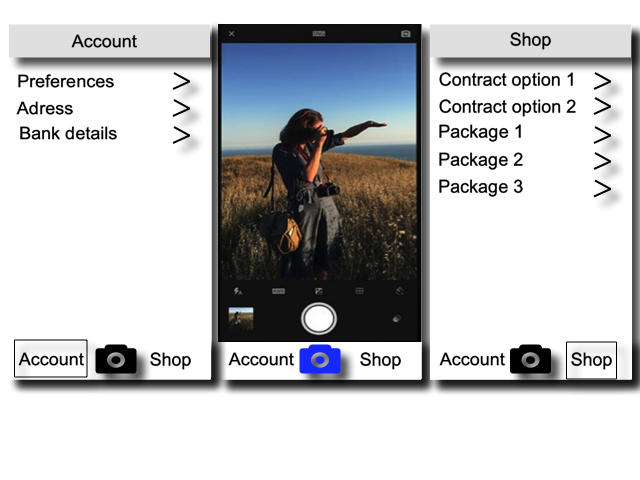 Account
Preferences
Adress
Bank details
Account
Shop
DNG
Account
Shop
Shop
Contract option 1
Contract option 2
Package 1
Package 2
Package 3
Account
Shop